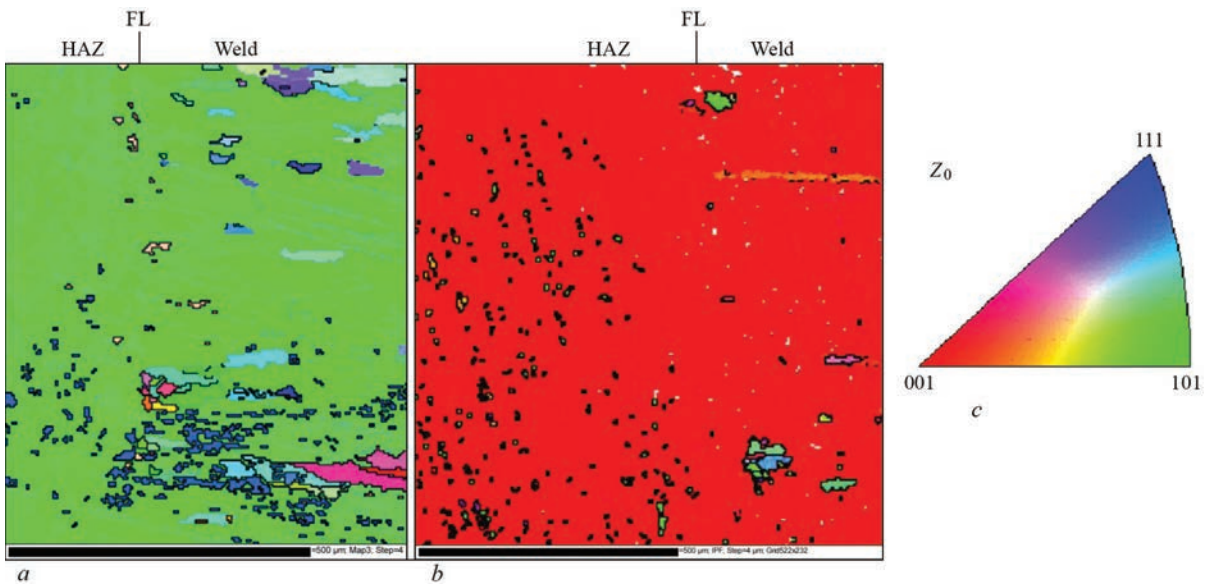 FL
HAZ Weld
FL
HAZ Weld
=500 µm; Map3; Step=4
a
=500 µm; IPF; Step=4 µm; Grid522x232
b
111
Z0
001
101
c